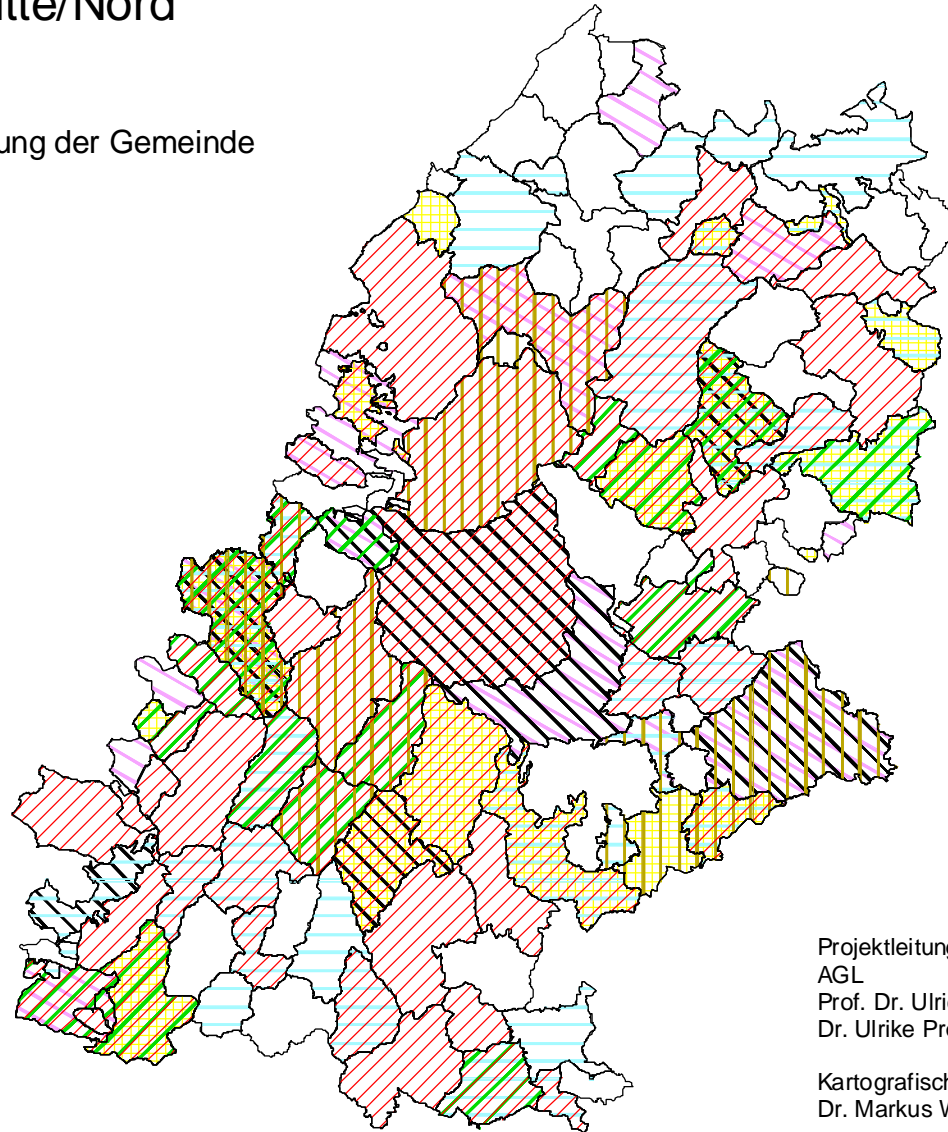 itte/Nord
ung der Gemeinde
Projektleitung
AGL
Prof. Dr. Ulri
Dr. Ulrike Pr
Kartografisch
Dr. Markus W